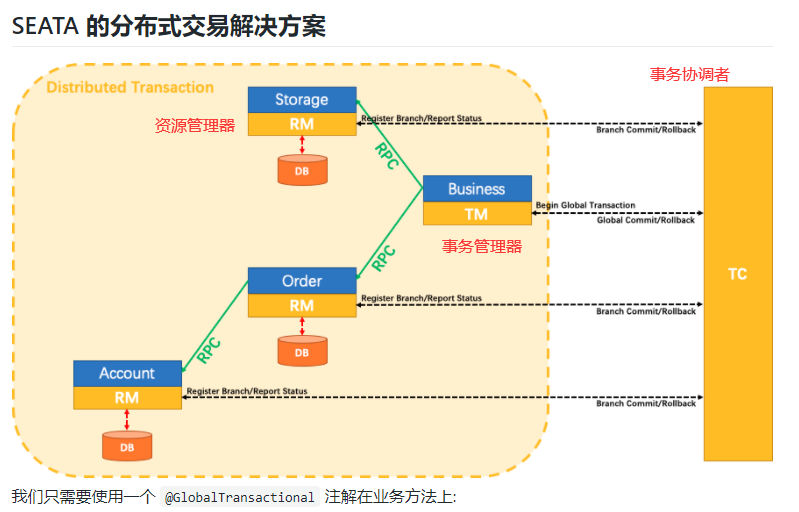 SEATA 的分布式交易解决方案
事务协调者
Distributed Transaction
Storage
资源管理器
RM
Register Branch/Report Status
Branch Commit/Rollback
RPC
DB
Business
TM
Begin Global Transaction
Global Commit/Rollback
事务管理器
RPC
Order
RM
Register Branch/Report Status
Branch Commit/Rollback
TC
RPC
DB
Account
RM
Register Branch/Report Status
Branch Commit/Rollback
DB
我们只需要使用一个 @GlobalTransactional 注解在业务方法上: